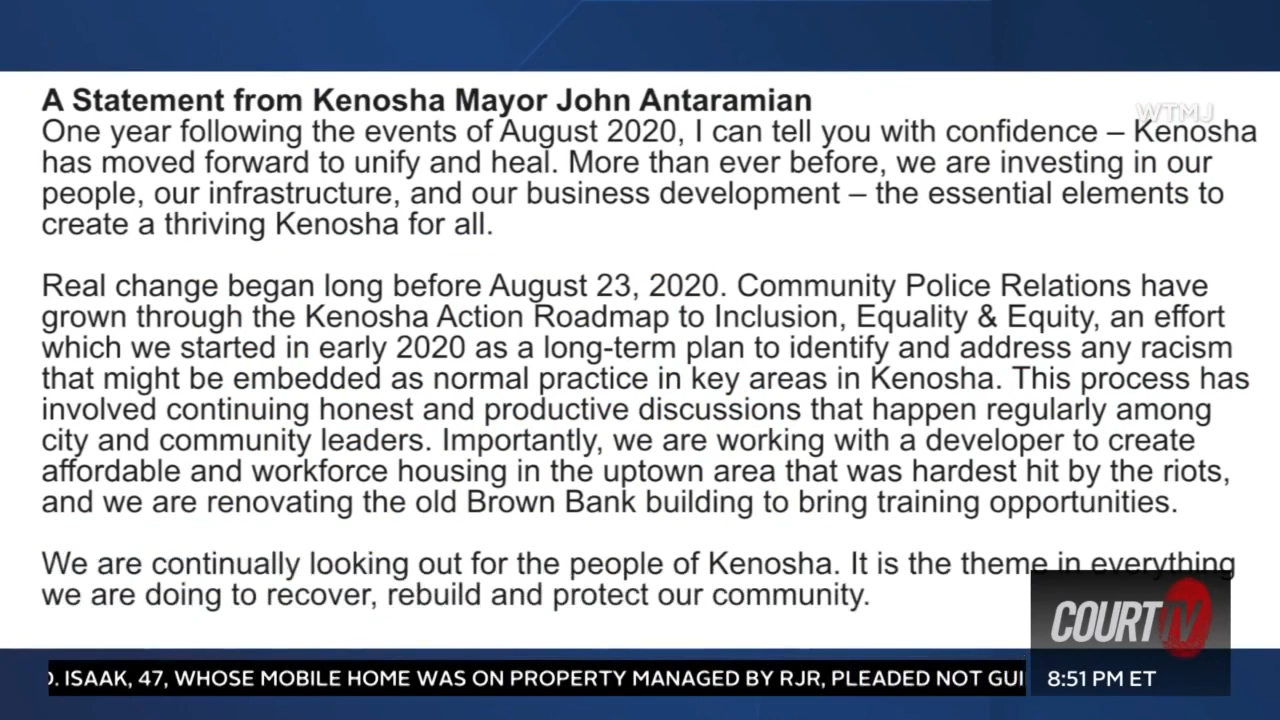 A Statement from Kenosha Mayor John Antaramian
WTMJ
One year following the events of August 2020, I can tell you with confidence – Kenosha
has moved forward to unify and heal. More than ever before, we are investing in our
people, our infrastructure, and our business development – the essential elements to
create a thriving Kenosha for all.
Real change began long before August 23, 2020. Community Police Relations have
grown through the Kenosha Action Roadmap to Inclusion, Equality & Equity, an effort
which we started in early 2020 as a long-term plan to identify and address any racism
that might be embedded as normal practice in key areas in Kenosha. This process has
involved continuing honest and productive discussions that happen regularly among
city and community leaders. Importantly, we are working with a developer to create
affordable and workforce housing in the uptown area that was hardest hit by the riots,
and we are renovating the old Brown Bank building to bring training opportunities.
We are continually looking out for the people of Kenosha. It is the theme in everything
we are doing to recover, rebuild and protect our community.
COURT TV
. ISAAK, 47, WHOSE MOBILE HOME WAS ON PROPERTY MANAGED BY RJR, PLEADED NOT GUI
8:51 PM ET